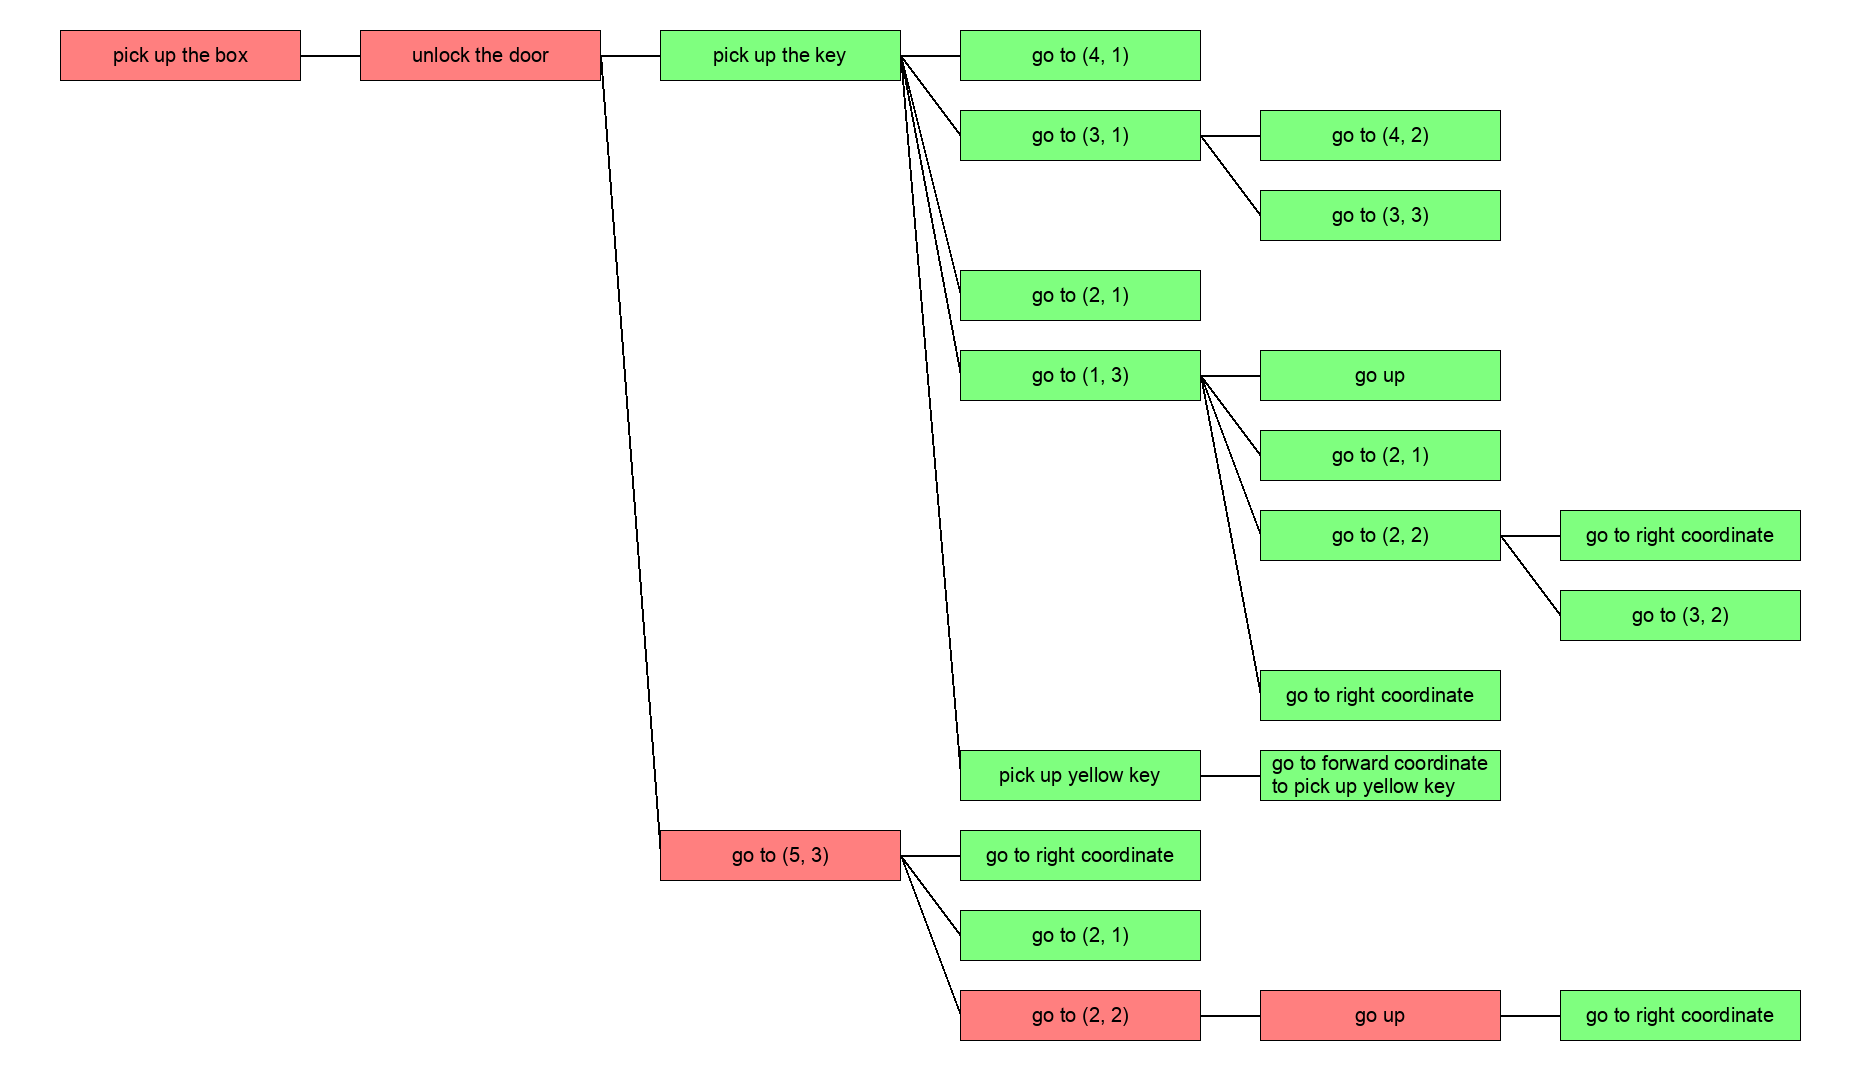 pick up the box
unlock the door
pick up the key
go to (4, 1)
go to (3, 1)
go to (4, 2)
go to (3, 3)
go to (2, 1)
go to (1, 3)
go up
go to (2, 1)
go to (2, 2)
go to right coordinate
go to (3, 2)
go to right coordinate
pick up yellow key
go to forward coordinate
to pick up yellow key
go to (5, 3)
go to right coordinate
go to (2, 1)
go to (2, 2)
go up
go to right coordinate